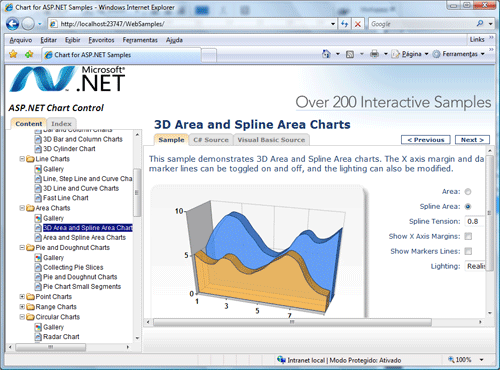 Chart for ASP.NET Samples - Windows Internet Explorer
http://localhost:23747/WebSamples/
Google
Arquivo Editar Exibir Favoritos Ferramentas Ajuda
Links
Chart for ASP.NET Samples
Página
Ferramentas
Microsoft
.NET
ASP.NET Chart Control
Over 200 Interactive Samples
Content Index
Bar and Column Charts
3D Bar and Column Charts
3D Cylinder Chart
Line Charts
Gallery
Line, Step Line and Curve Cha
3D Line and Curve Charts
Fast Line Chart
Area Charts
Gallery
3D Area and Spline Area Chart
Area and Spline Area Charts
Pie and Doughnut Charts
Gallery
Collecting Pie Slices
Pie and Doughnut Charts
Pie Chart Small Segments
Point Charts
Range Charts
Circular Charts
Gallery
Radar Chart
3D Area and Spline Area Charts
Sample C# Source Visual Basic Source
< Previous Next >
This sample demonstrates 3D Area and Spline Area charts. The X axis margin and da
marker lines can be toggled on and off, and the lighting can also be modified.
Area:
Spline Area:
Spline Tension: 0.8
Show X Axis Margins:
Show Markers Lines:
Lighting: Realis
10
5
0
1 3 5 7
Intranet local | Modo Protegido: Ativado
100%